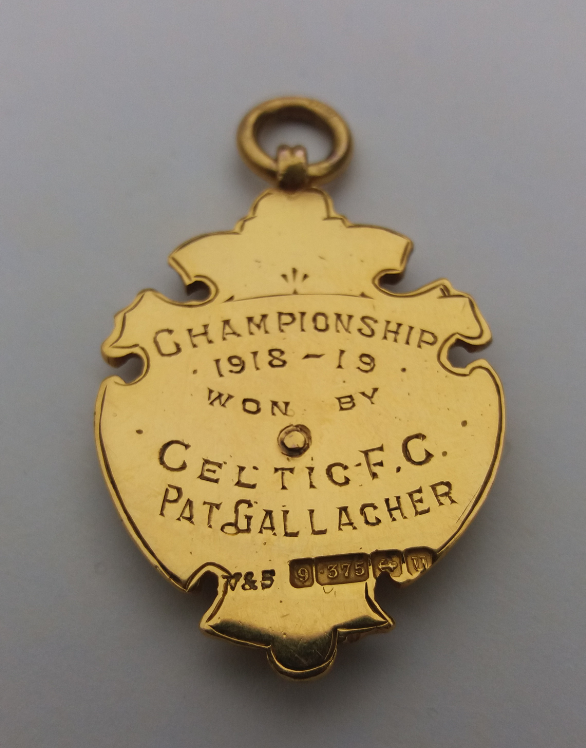 CHAMPIONSHIP
1918-19
WON BY
CELTIC F.C.
PAT GALLACHER
V&S 9 .375